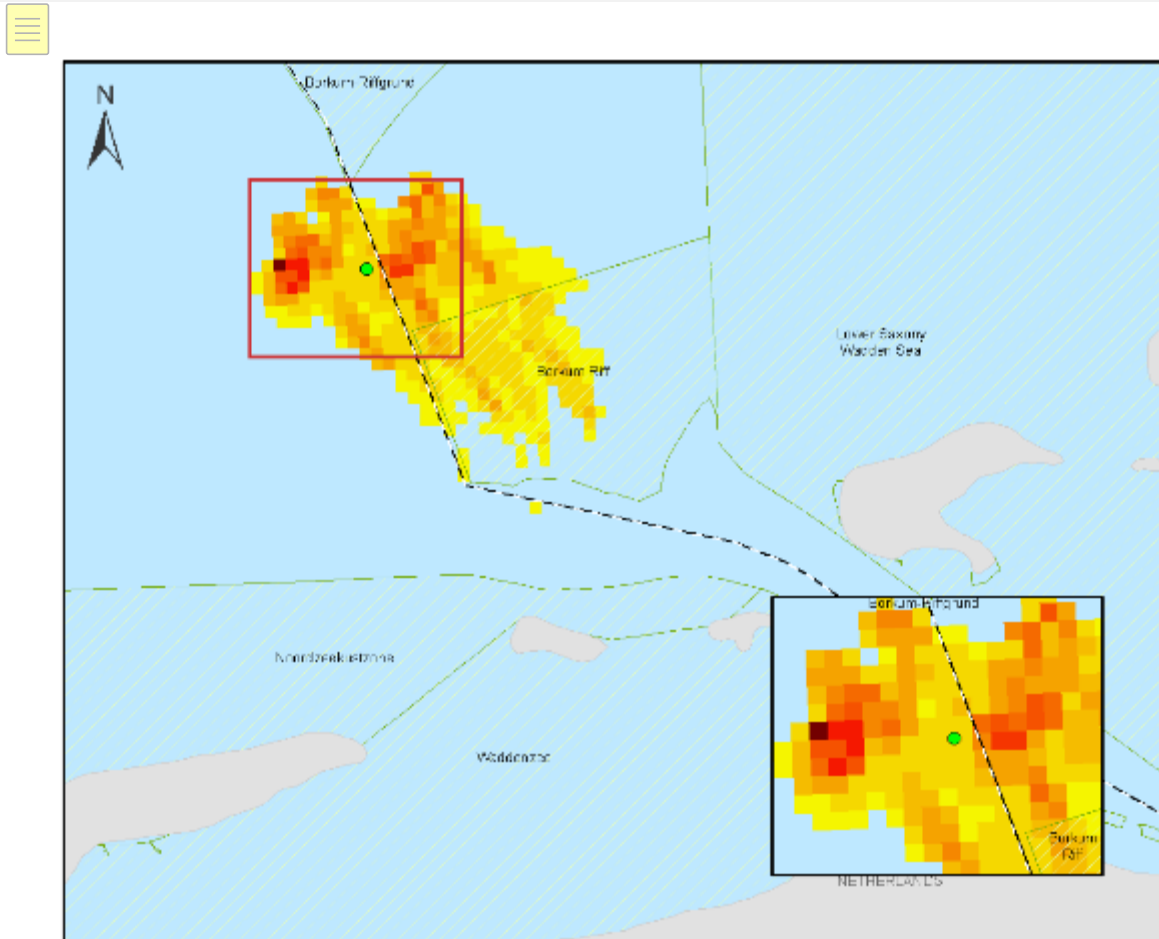 N
Borkum-Riffgrund
Lower Saxony
Wadden Sea
Borkum Riff
Borkum-Riffgrund
Noordzeekustzone
Waddenzee
Borkum
Riff
NETHERLANDS